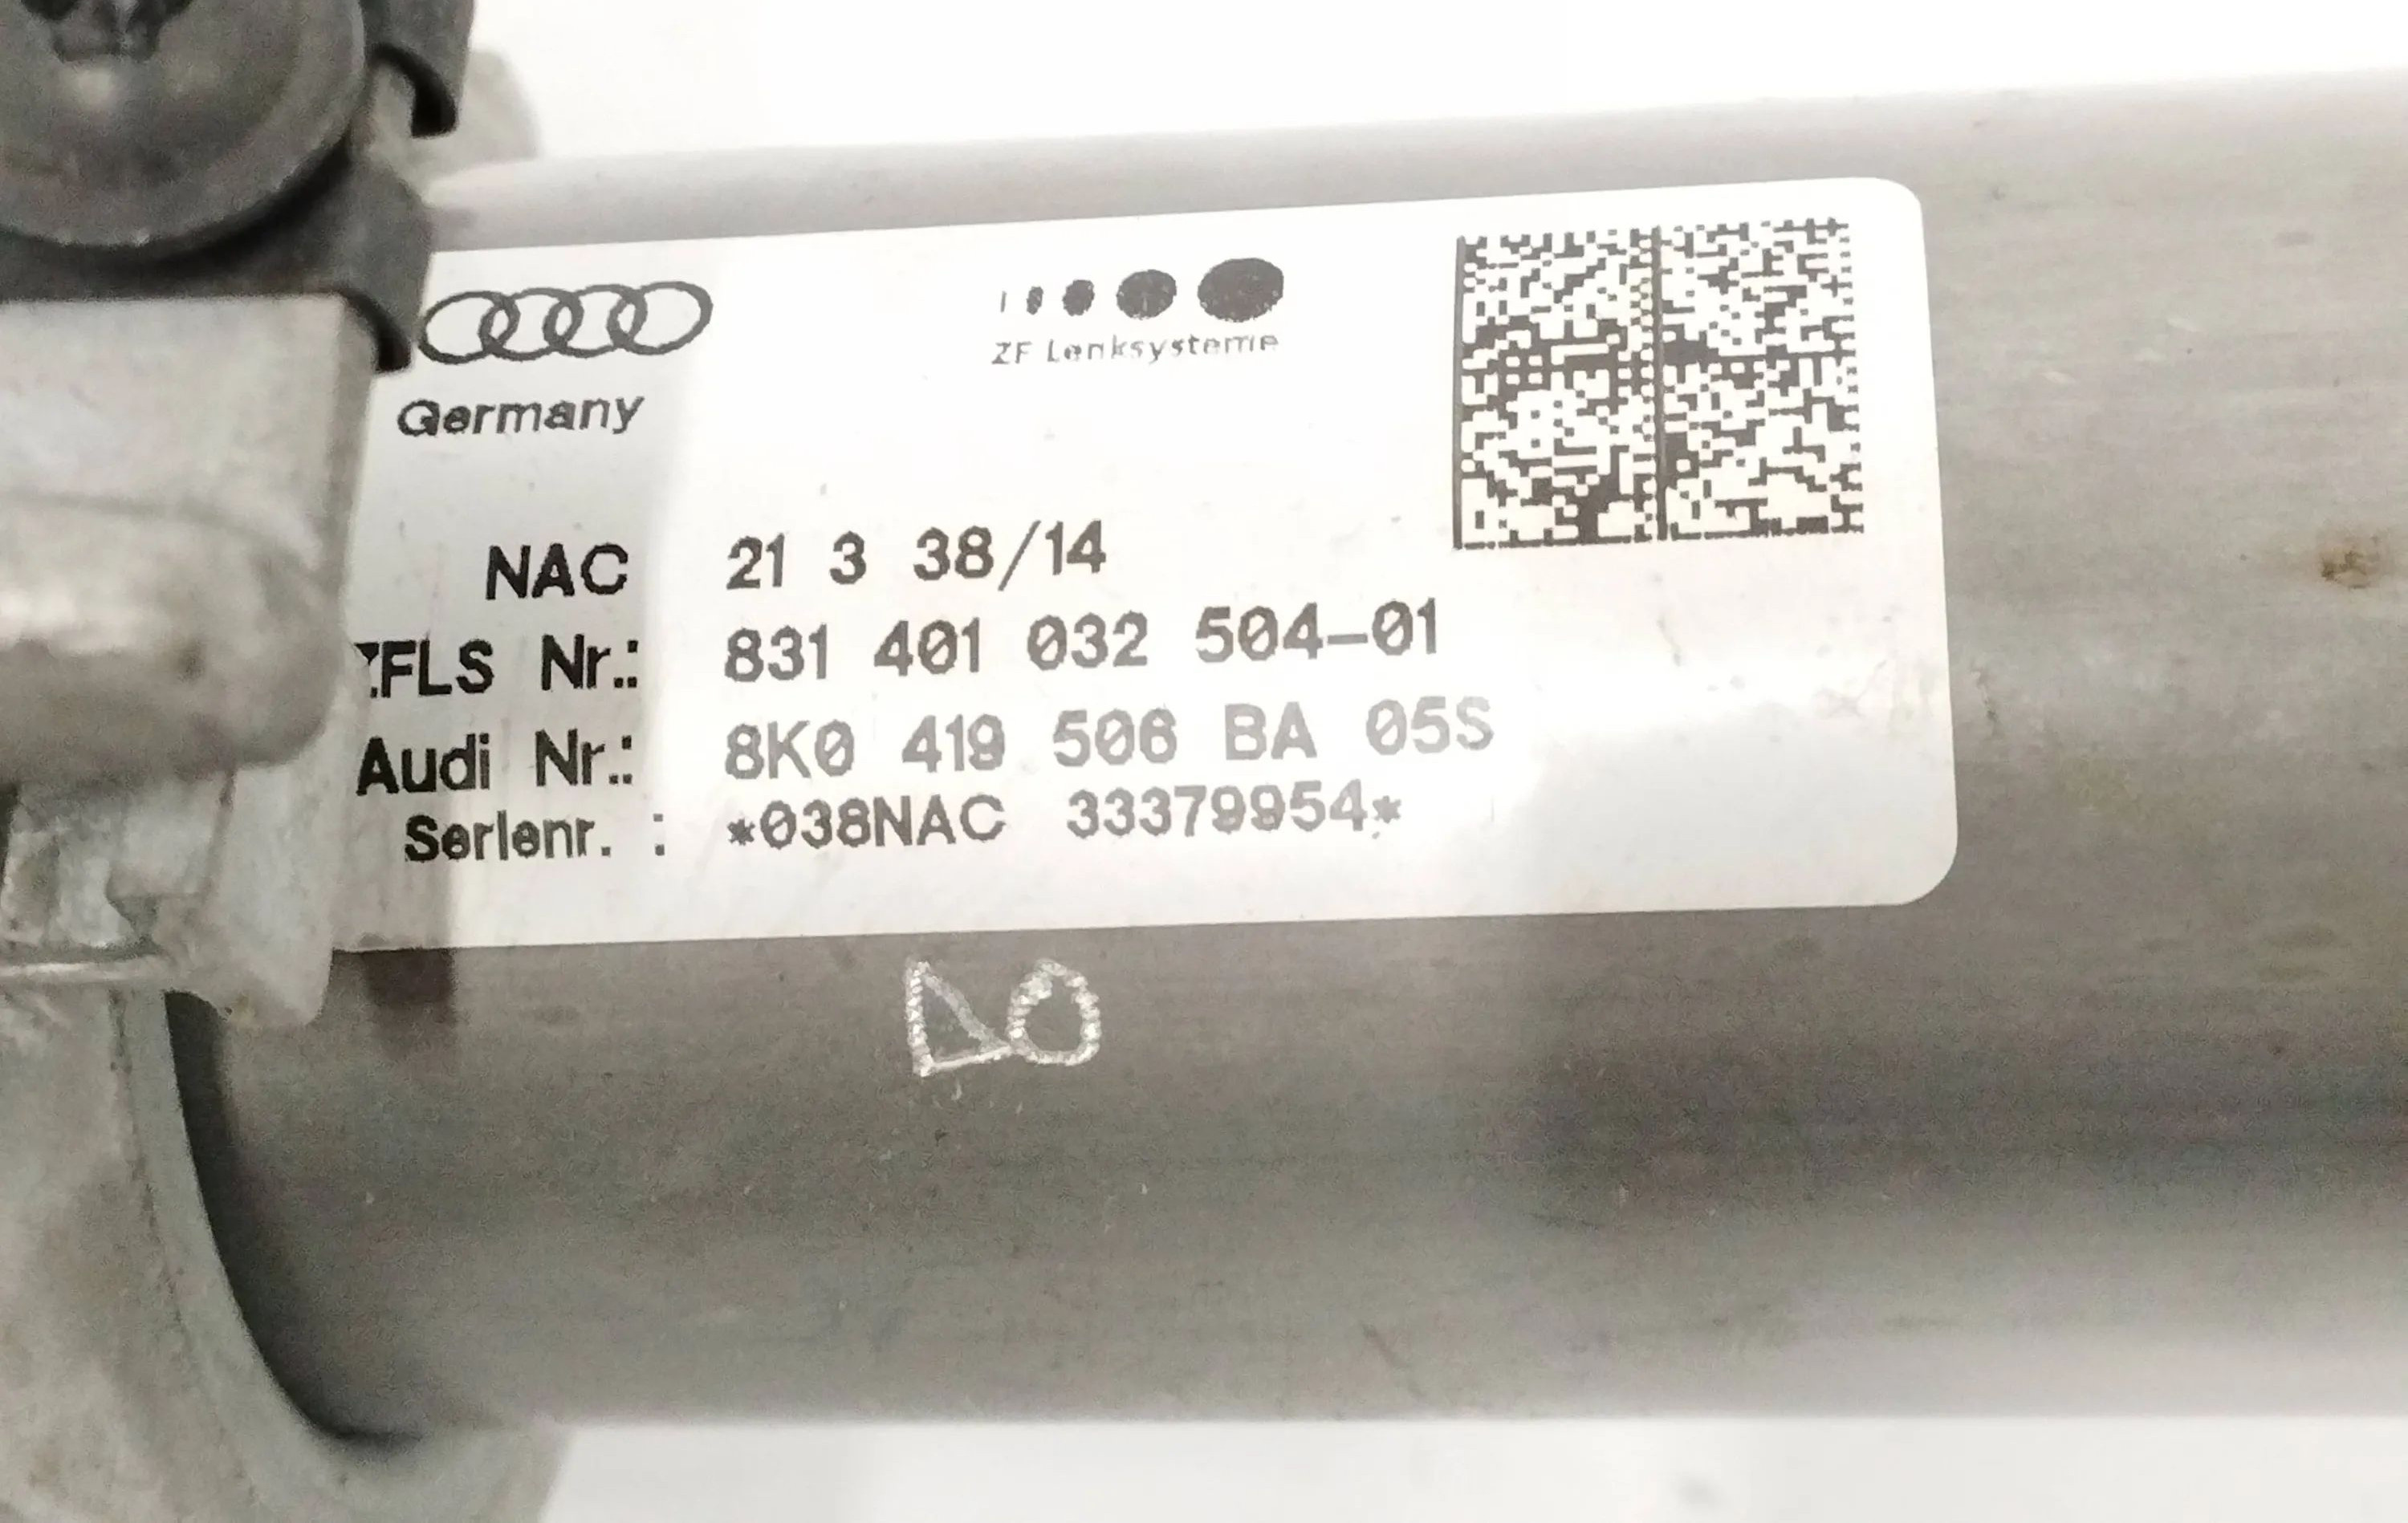 ZF Lenksysteme
Germany
NAC 21 3 38/14
ZFLS Nr.: 831 401 032 504-01
Audi Nr.: 8K0 419 506 BA 05S
Serienr. : *038NAC 33379954*